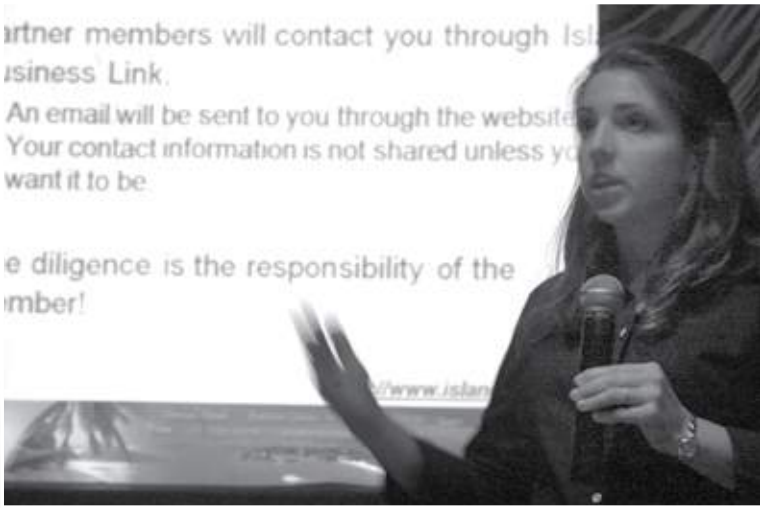 artner members will contact you through Isl
usiness Link.
An email will be sent to you through the website
Your contact information is not shared unless yo
want it to be
e diligence is the responsibility of the
mber!
//www.islan